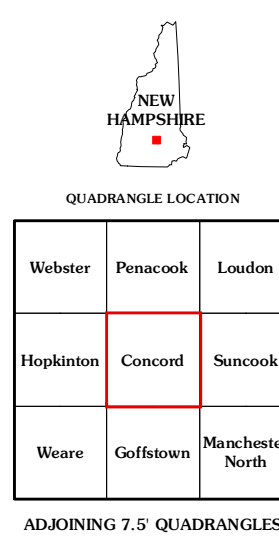 NEW
HAMPSHIRE
QUADRANGLE LOCATION
Webster Penacook Loudon
Hopkinton Concord Suncook
Weare Goffstown Mancheste
North
ADJOINING 7.5' QUADRANGLES